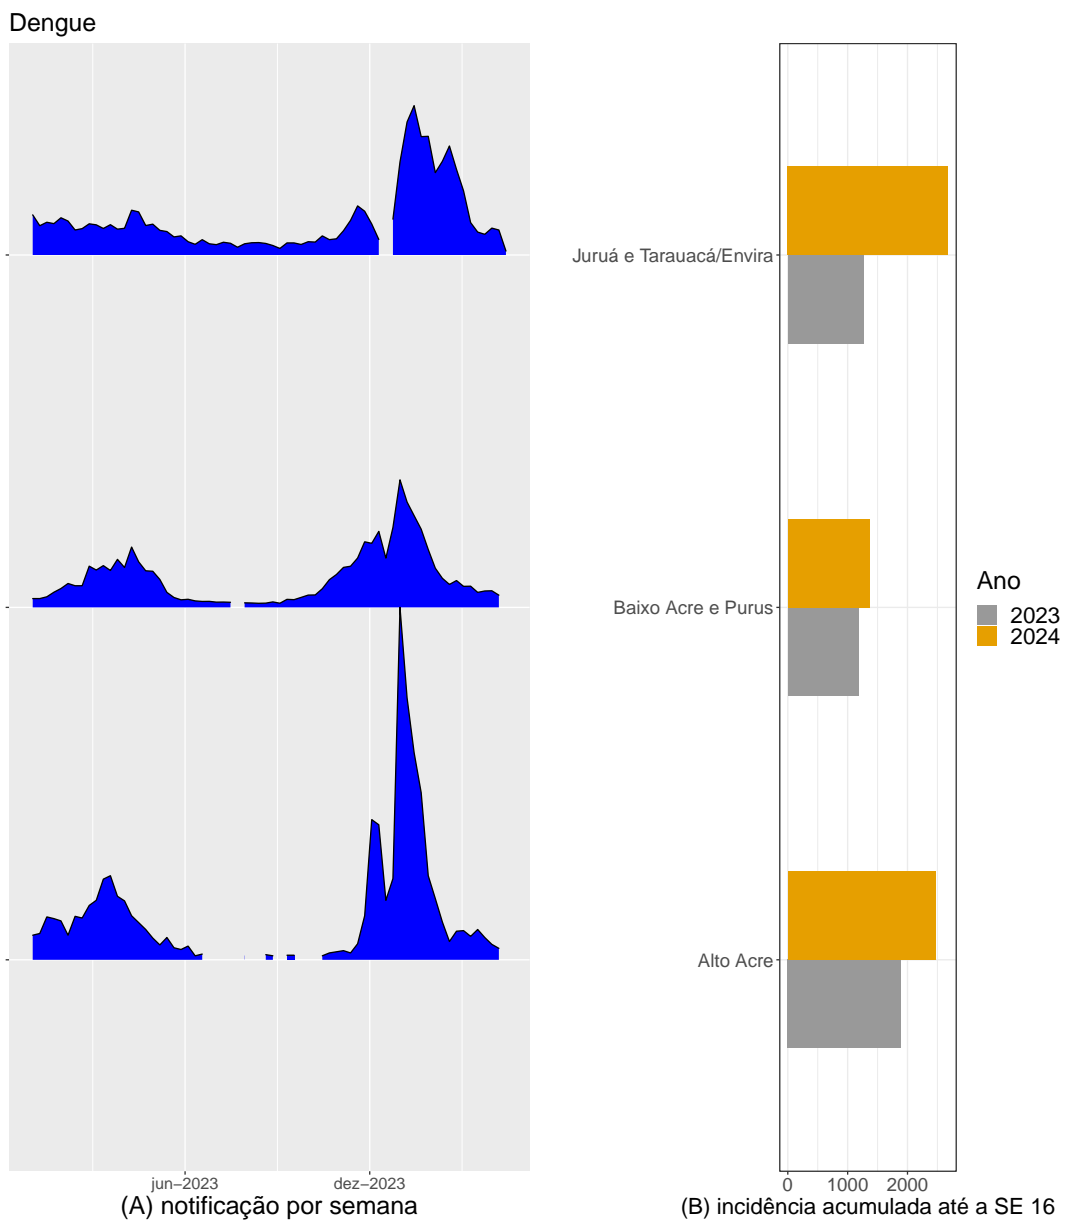 Dengue
Juruá e Tarauacá/Envira
Baixo Acre e Purus
Alto Acre
Ano
2023
2024
jun−2023 dez−2023
(A) notificação por semana
0 1000 2000
(B) incidência acumulada até a SE 16